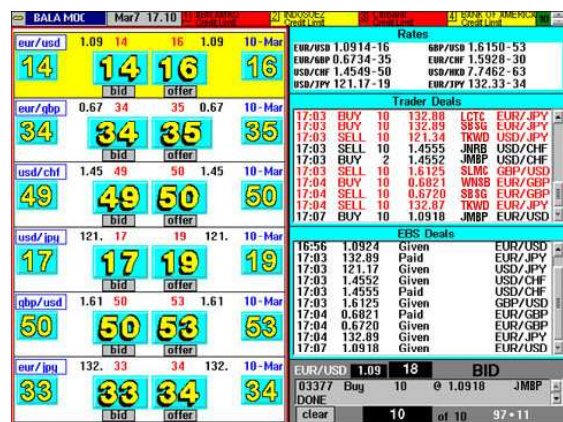 BALA MOC Mar7 17.10
2] INDOSUEZ Credit Limit
3] Citibank Credit Limit
4] BANK OF AMERICA Credit Limit 10
eur/usd 1.09 14 16 1.09 10-Mar
14 14 16 16
bid offer
eur/gbp 0.67 34 35 0.67 10-Mar
34 34 35 35
bid offer
usd/chf 1.45 49 50 1.45 10-Mar
49 49 50 50
bid offer
usd/jpy 121. 17 19 121. 10-Mar
17 17 19 19
bid offer
gbp/usd 1.61 50 53 1.61 10-Mar
50 50 53 53
bid offer
eur/jpy 132. 33 34 132. 10-Mar
33 33 34 34
bid offer
Rates
EUR/USD 1.0914-16 GBP/USD 1.6150-53
EUR/GBP 0.6734-35 EUR/CHF 1.5928-30
USD/CHF 1.4549-50 USD/HKD 7.7462-63
USD/JPY 121.17-19 EUR/JPY 132.33-34
Trader Deals
17:03 BUY 10 132.88 LCTC EUR/JPY
17:03 BUY 10 132.89 SBSG EUR/JPY
17:03 SELL 10 121.34 TKWD USD/JPY
17:03 SELL 10 1.4555 JNRB USD/CHF
17:03 BUY 2 1.4552 JMBP USD/CHF
17:03 SELL 10 1.6125 SLMC GBP/USD
17:04 BUY 10 0.6821 WNSB EUR/GBP
17:04 SELL 10 0.6720 SBSG EUR/GBP
17:04 SELL 10 132.87 TKWD EUR/JPY
17:07 BUY 10 1.0918 JMBP EUR/USD
EBS Deals
16:56 1.0924 Given EUR/USD
17:03 132.89 Paid EUR/JPY
17:03 121.17 Given USD/JPY
17:03 1.4552 Given USD/CHF
17:03 1.4555 Paid USD/CHF
17:03 1.6125 Given GBP/USD
17:04 0.6821 Paid EUR/GBP
17:04 0.6720 Given EUR/GBP
17:04 132.89 Given EUR/JPY
17:07 1.0918 Given EUR/USD
EUR/USD 1.09 18 BID
03377 Buy 10 @ 1.0918 JMBP
DONE
clear 10 of 10 97•11